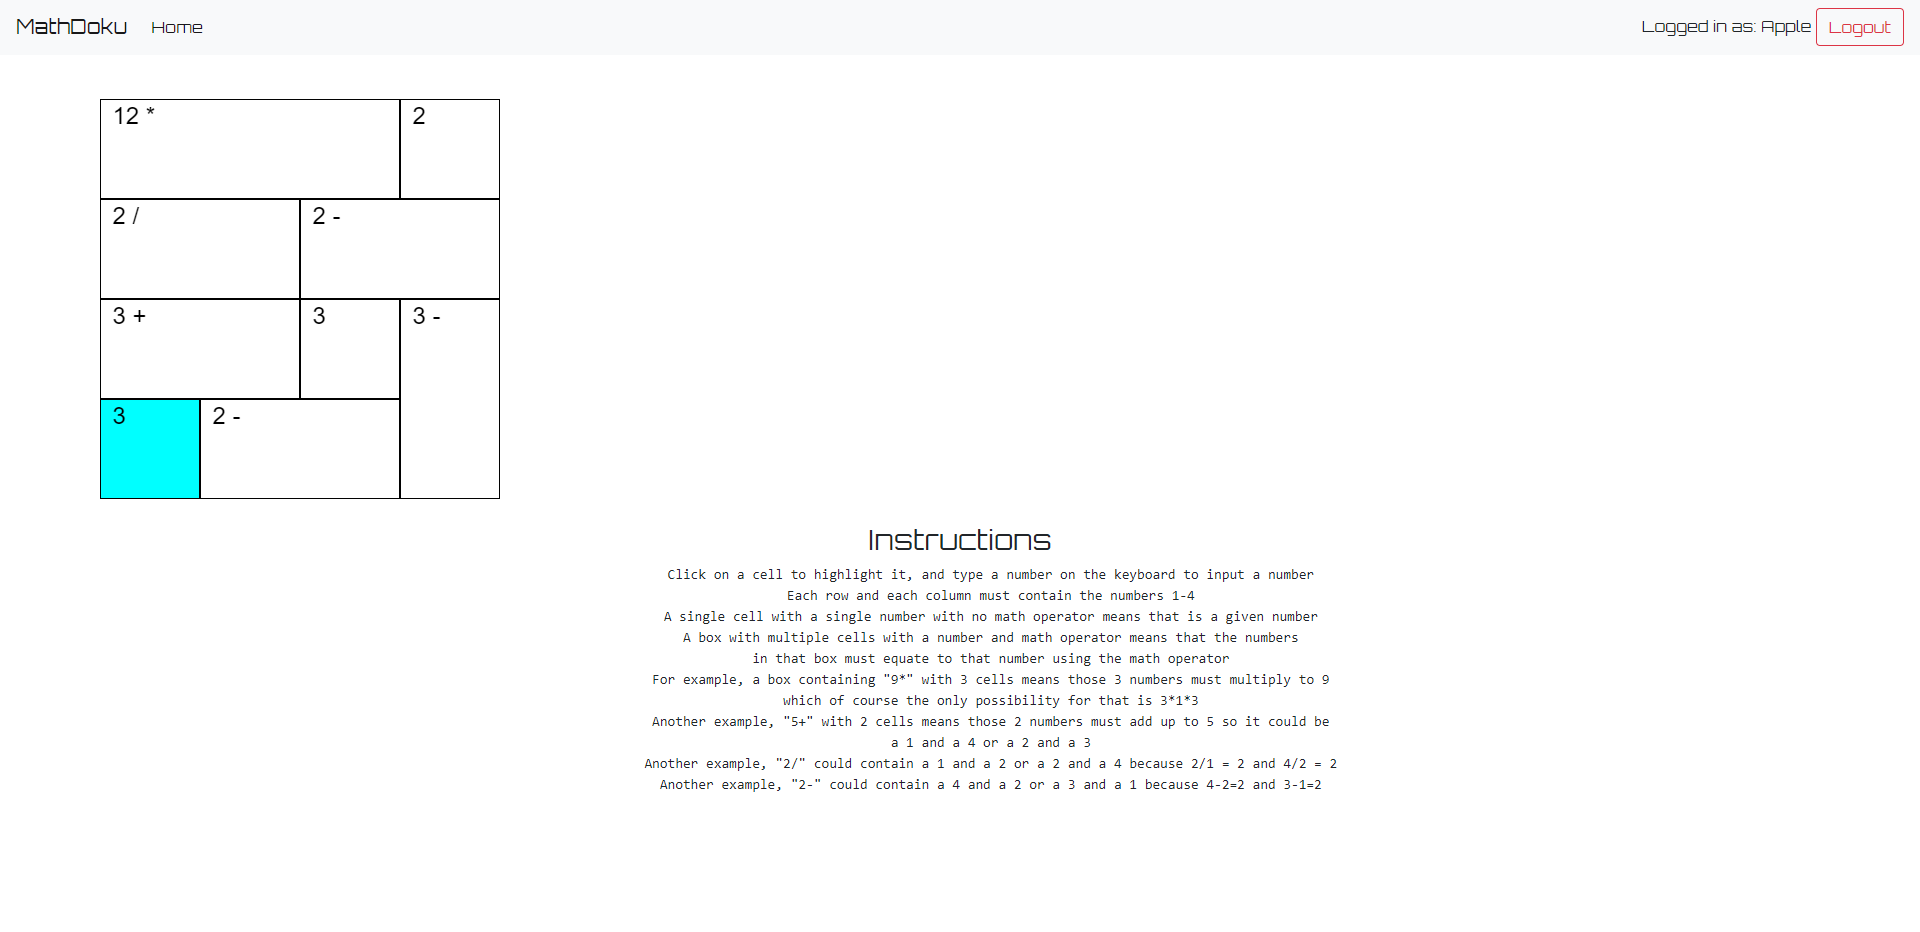 MathDoku Home Logged in as: Apple Logout
12 * 2
2 / 2 -
3 + 3 3 -
3 2 -
Instructions
Click on a cell to highlight it, and type a number on the keyboard to input a number
Each row and each column must contain the numbers 1-4
A single cell with a single number with no math operator means that is a given number
A box with multiple cells with a number and math operator means that the numbers
in that box must equate to that number using the math operator
For example, a box containing "9*" with 3 cells means those 3 numbers must multiply to 9
which of course the only possibility for that is 3*1*3
Another example, "5+" with 2 cells means those 2 numbers must add up to 5 so it could be
a 1 and a 4 or a 2 and a 3
Another example, "2/" could contain a 1 and a 2 or a 2 and a 4 because 2/1 = 2 and 4/2 = 2
Another example, "2-" could contain a 4 and a 2 or a 3 and a 1 because 4-2=2 and 3-1=2